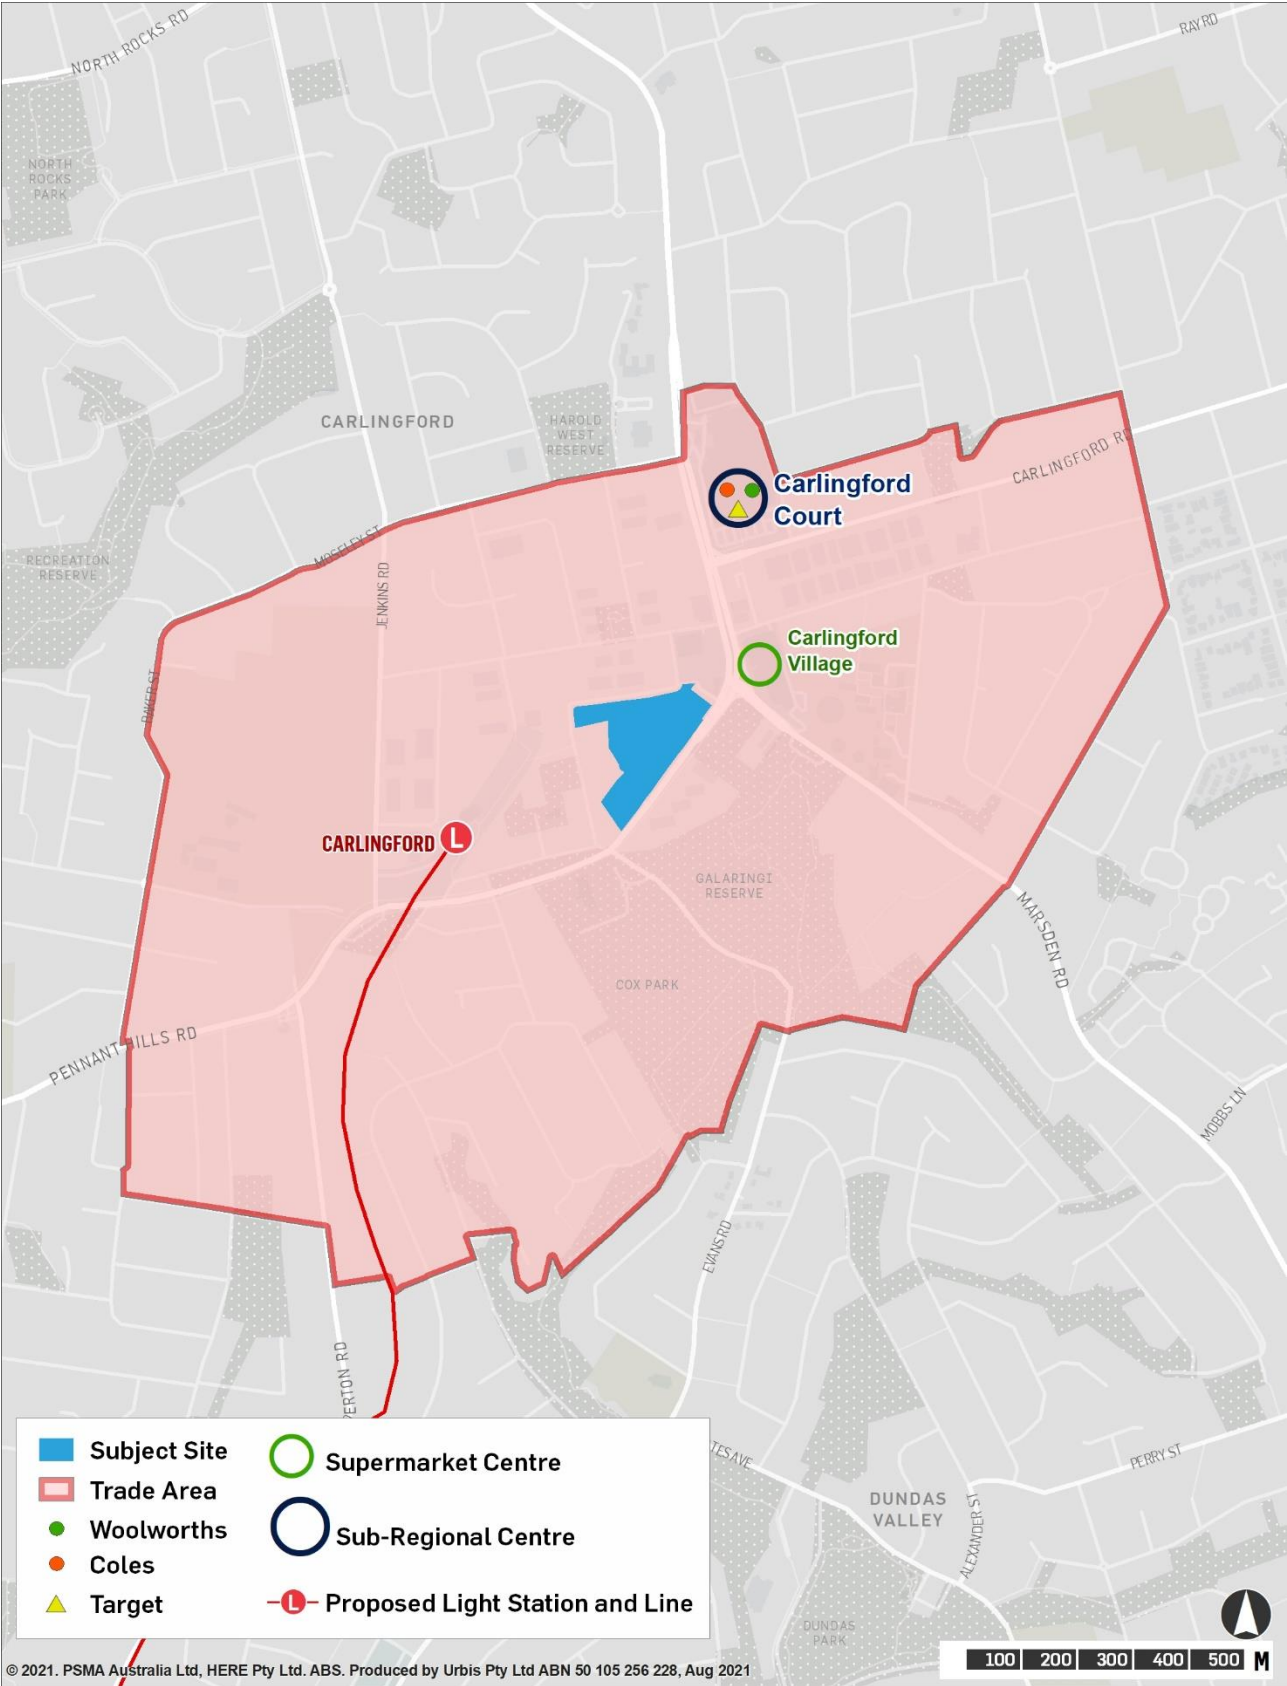 NORTH ROCKS RD
RAY RD
NORTH
ROCKS
PARK
CARLINGFORD
HAROLD
WEST
RESERVE
CARLINGFORD RD
Carlingford
Court
MOSELEY ST
RECREATION
RESERVE
JENKINS RD
Carlingford
Village
BAKER ST
CARLINGFORD
L
GALARINGI
RESERVE
MARSDEN RD
COX PARK
PENNANT HILLS RD
MOBBS LN
EVANS RD
PERTON RD
TES AVE
PERRY ST
DUNDAS
VALLEY
ALEXANDER ST
DUNDAS
PARK
Subject Site
Trade Area
Woolworths
Coles
Target
Supermarket Centre
Sub-Regional Centre
L
Proposed Light Station and Line
100 200 300 400 500 M
© 2021. PSMA Australia Ltd, HERE Pty Ltd. ABS. Produced by Urbis Pty Ltd ABN 50 105 256 228, Aug 2021